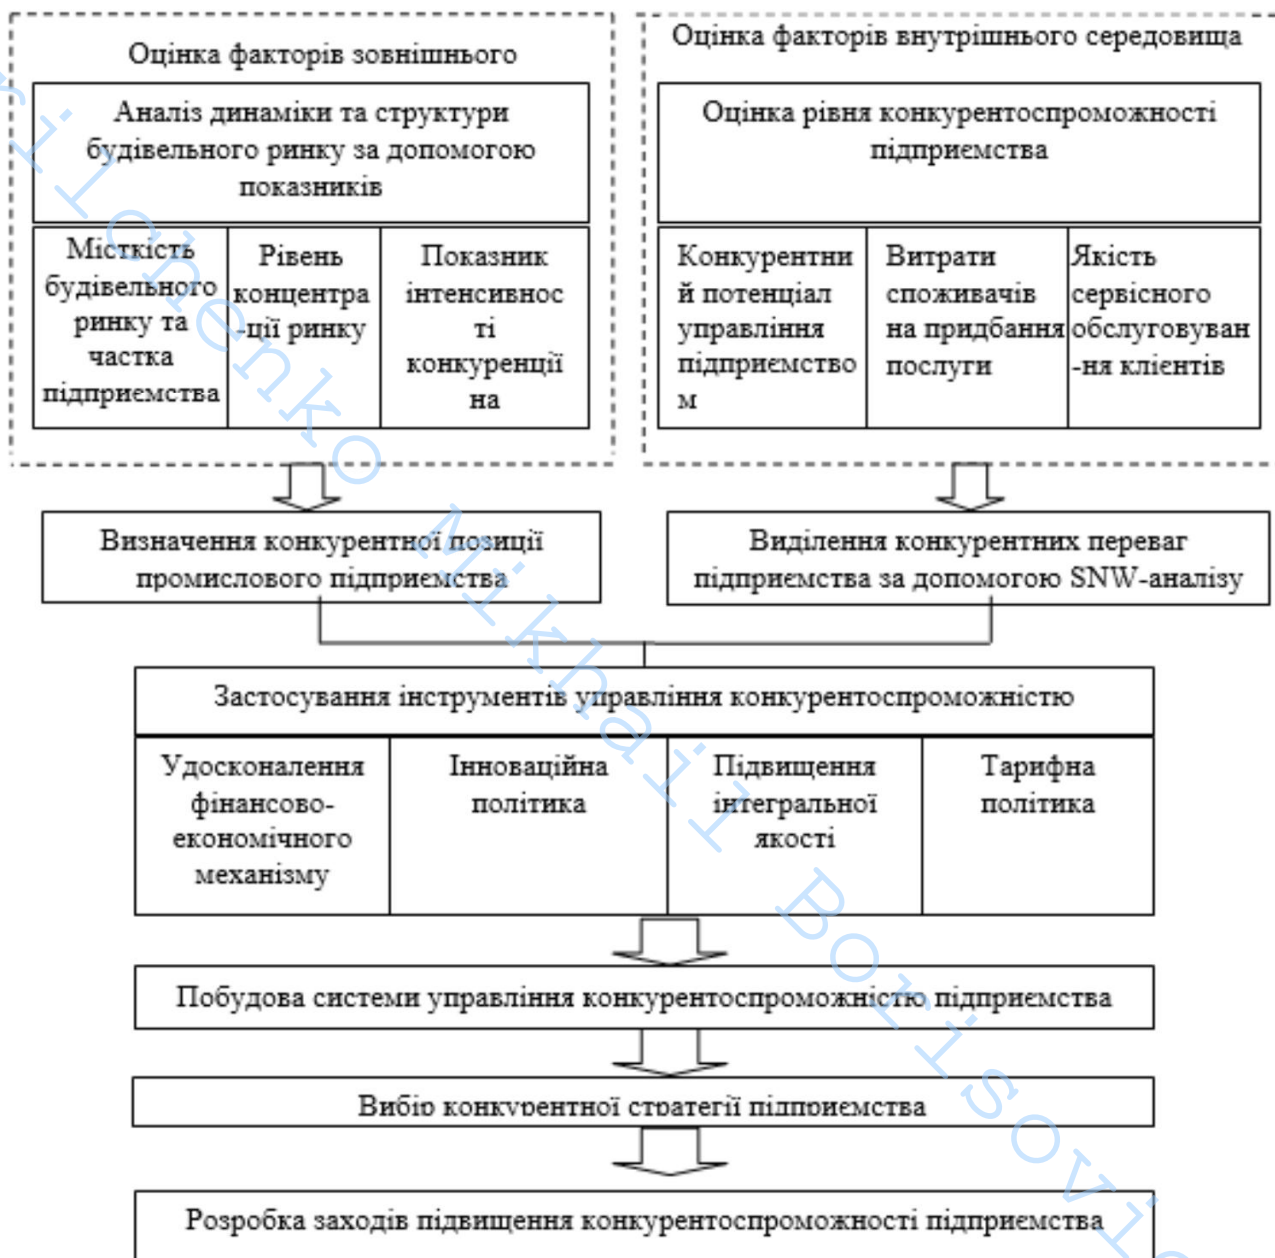 Оцінка факторів зовнішнього
Аналіз динаміки та структури
будівельного ринку за допомогою
показників
Місткість
будівельного
ринку та
частка
підприємства
Рівень
концентра
-ції ринку
Показник
інтенсивнос
ті
конкуренції
на
Оцінка факторів внутрішнього середовища
Оцінка рівня конкурентоспроможності
підприємства
Конкурентни
й потенціал
управління
підприємство
м
Витрати
споживачів
на придбання
послуги
Якість
сервісного
обслуговуван
-ня клієнтів
Визначення конкурентної позиції
промислового підприємства
Виділення конкурентних переваг
підприємства за допомогою SNW-аналізу
Застосування інструментів управління конкурентоспроможністю
Удосконалення
фінансово-
економічного
механізму
Інноваційна
політика
Підвищення
інтегральної
якості
Тарифна
політика
Побудова системи управління конкурентоспроможністю підприємства
Вибір конкурентної стратегії підприємства
Розробка заходів підвищення конкурентоспроможності підприємства
rilchenko Mikhail Borisovic